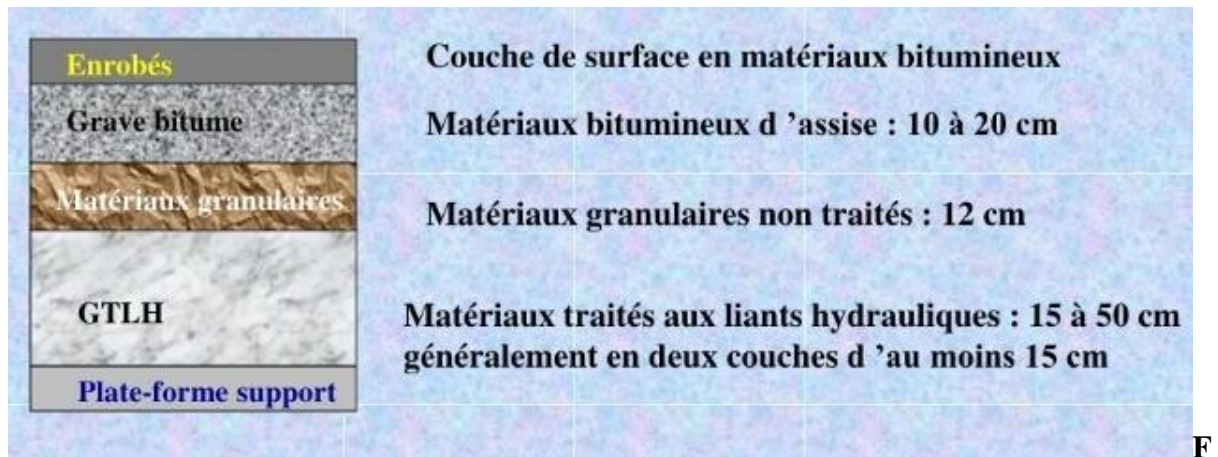 Enrobés
Couche de surface en matériaux bitumineux
Grave bitume
Matériaux bitumineux d ’assise : 10 à 20 cm
Matériaux granulaires
Matériaux granulaires non traités : 12 cm
GTLH
Matériaux traités aux liants hydrauliques : 15 à 50 cm
généralement en deux couches d ’au moins 15 cm
Plate-forme support
F